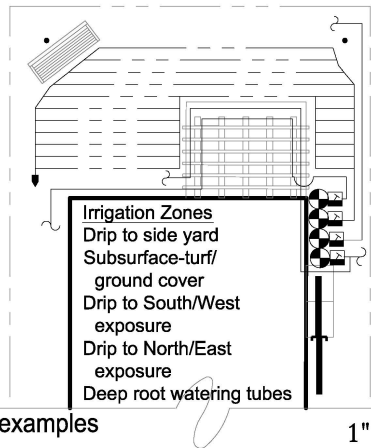 Irrigation Zones
Drip to side yard
Subsurface-turf/
ground cover
Drip to South/West
exposure
Drip to North/East
exposure
Deep root watering tubes
examples
1"